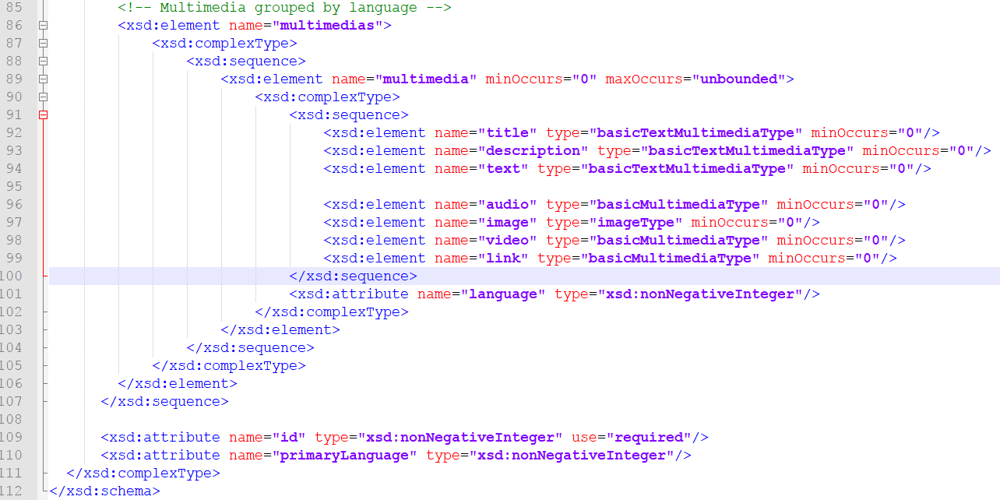 85 <!-- Multimedia grouped by language -->
86 <xsd:element name="multimedias">
87 <xsd:complexType>
88 <xsd:sequence>
89 <xsd:element name="multimedia" minOccurs="0" maxOccurs="unbounded">
90 <xsd:complexType>
91 <xsd:sequence>
92 <xsd:element name="title" type="basicTextMultimediaType" minOccurs="0"/>
93 <xsd:element name="description" type="basicTextMultimediaType" minOccurs="0"/>
94 <xsd:element name="text" type="basicTextMultimediaType" minOccurs="0"/>
95
96 <xsd:element name="audio" type="basicMultimediaType" minOccurs="0"/>
97 <xsd:element name="image" type="imageType" minOccurs="0"/>
98 <xsd:element name="video" type="basicMultimediaType" minOccurs="0"/>
99 <xsd:element name="link" type="basicMultimediaType" minOccurs="0"/>
100 </xsd:sequence>
101 <xsd:attribute name="language" type="xsd:nonNegativeInteger"/>
102 </xsd:complexType>
103 </xsd:element>
104 </xsd:sequence>
105 </xsd:complexType>
106 </xsd:element>
107 </xsd:sequence>
108
109 <xsd:attribute name="id" type="xsd:nonNegativeInteger" use="required"/>
110 <xsd:attribute name="primaryLanguage" type="xsd:nonNegativeInteger"/>
111 </xsd:complexType>
112 </xsd:schema>